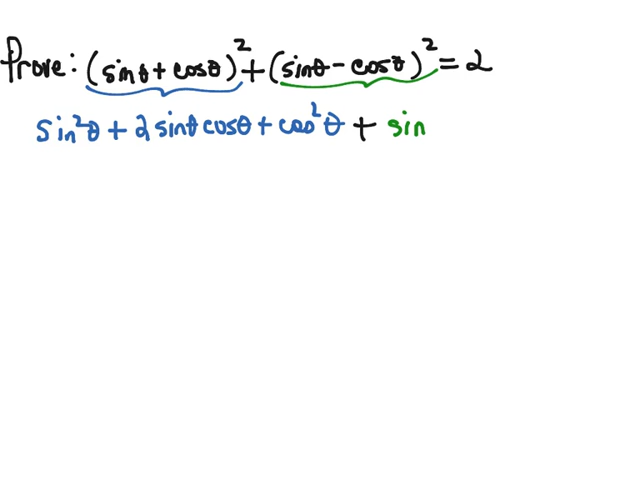 Prove: (sinθ + cosθ)² + (sinθ - cosθ)² = 2
sin²θ + 2 sinθ cosθ + cos²θ + sin